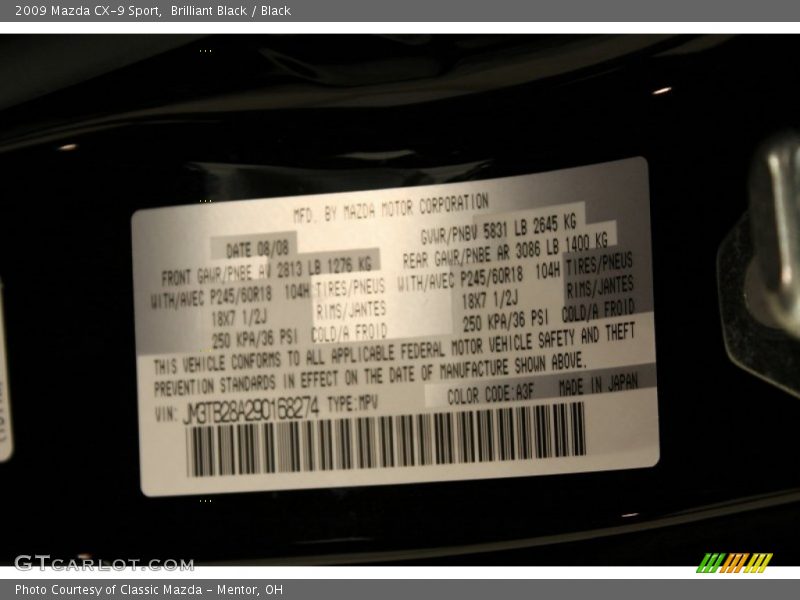 2009 Mazda CX-9 Sport,  Brilliant Black / Black
MFD. BY MAZDA MOTOR CORPORATION
DATE 08/08
GVWR/PNBV 5831 LB 2645 KG
FRONT GAWR/PNBE AV 2813 LB 1276 KG
REAR GAWR/PNBE AR 3086 LB 1400 KG
WITH/AVEC P245/60R18 104H TIRES/PNEUS
WITH/AVEC P245/60R18 104H TIRES/PNEUS
18X7 1/2J RIMS/JANTES
18X7 1/2J RIMS/JANTES
250 KPA/36 PSI COLD/A FROID
250 KPA/36 PSI COLD/A FROID
THIS VEHICLE CONFORMS TO ALL APPLICABLE FEDERAL MOTOR VEHICLE SAFETY AND THEFT
PREVENTION STANDARDS IN EFFECT ON THE DATE OF MANUFACTURE SHOWN ABOVE.
COLOR CODE:A3F MADE IN JAPAN
VIN: JM3TB28A290168274 TYPE:MPV
GTCARLOT.COM
Photo Courtesy of Classic Mazda - Mentor, OH